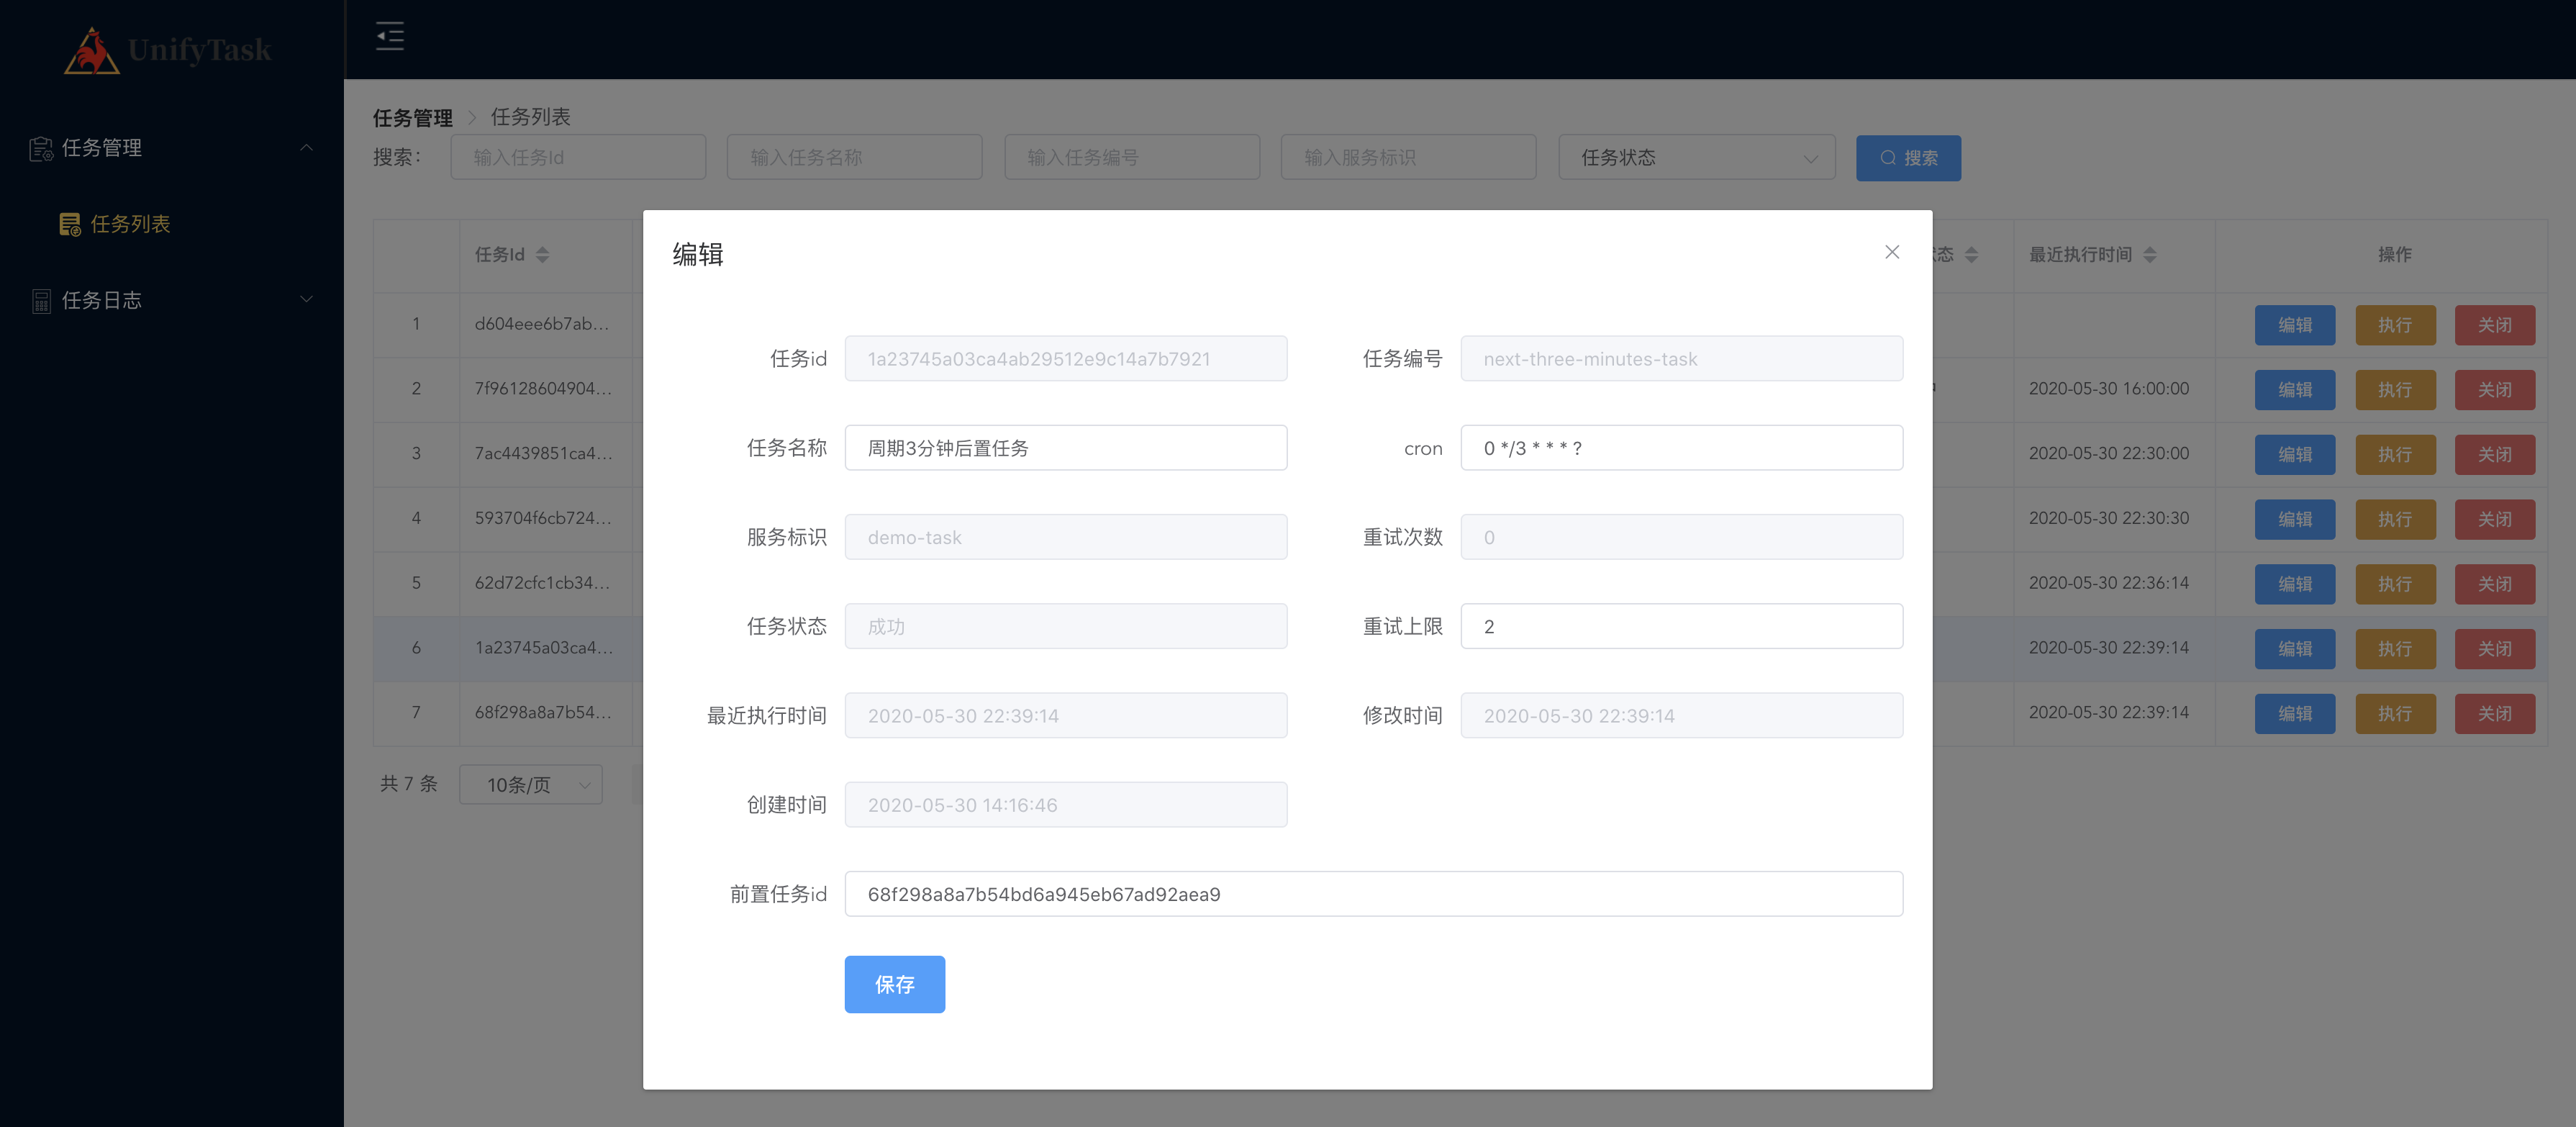 UnifyTask
任务管理
任务列表
任务日志
任务管理 > 任务列表
搜索： 输入任务Id 输入任务名称 输入任务编号 输入服务标识 任务状态 搜索
任务Id 态 最近执行时间 操作
1 d604eee6b7ab... 编辑 执行 关闭
2 7f96128604904... 2020-05-30 16:00:00 编辑 执行 关闭
3 7ac4439851ca4... 2020-05-30 22:30:00 编辑 执行 关闭
4 593704f6cb724... 2020-05-30 22:30:30 编辑 执行 关闭
5 62d72cfc1cb34... 2020-05-30 22:36:14 编辑 执行 关闭
6 1a23745a03ca4... 2020-05-30 22:39:14 编辑 执行 关闭
7 68f298a8a7b54... 2020-05-30 22:39:14 编辑 执行 关闭
共 7 条 10条/页
编辑
任务id 1a23745a03ca4ab29512e9c14a7b7921 任务编号 next-three-minutes-task
任务名称 周期3分钟后置任务 cron 0 */3 * * * ?
服务标识 demo-task 重试次数 0
任务状态 成功 重试上限 2
最近执行时间 2020-05-30 22:39:14 修改时间 2020-05-30 22:39:14
创建时间 2020-05-30 14:16:46
前置任务id 68f298a8a7b54bd6a945eb67ad92aea9
保存